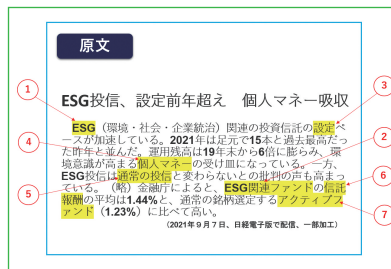 原文
ESG投信、設定前年超え　個人マネー吸収
ESG（環境・社会・企業統治）関連の投資信託の設定ペ
ースが加速している。2021年は足元で15本と過去最高だっ
た昨年と並んだ。運用残高は19年末から6倍に膨らみ、環
境意識が高まる個人マネーの受け皿になっている。一方、
ESG投信は通常の投信と変わらないとの批判の声も高まっ
ている。（略）金融庁によると、ESG関連ファンドの信託
報酬の平均は1.44%と、通常の銘柄選定するアクティブフ
ァンド（1.23%）に比べて高い。
（2021年９月７日、日経電子版で配信、一部加工）
1
3
4
2
5
6
7